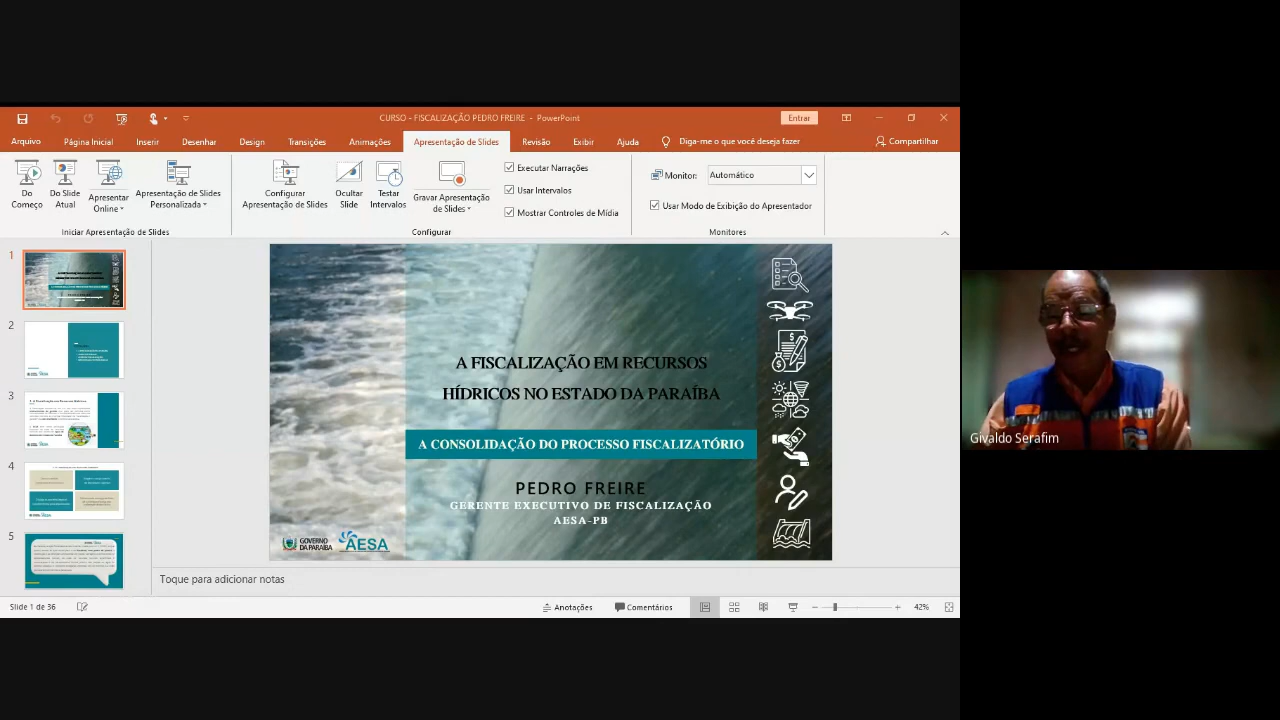 CURSO - FISCALIZAÇÃO PEDRO FREIRE - PowerPoint
Entrar
Arquivo
Página Inicial
Inserir
Desenhar
Design
Transições
Animações
Apresentação de Slides
Revisão
Exibir
Ajuda
Diga-me o que você deseja fazer
Compartilhar
Do
Começo
Do Slide
Atual
Apresentar
Online
Apresentação de Slides
Personalizada
Iniciar Apresentação de Slides
Configurar
Apresentação de Slides
Ocultar
Slide
Testar
Intervalos
Gravar Apresentação
de Slides
Executar Narrações
Usar Intervalos
Mostrar Controles de Mídia
Configurar
Monitor:
Automático
Usar Modo de Exibição do Apresentador
Monitores
1
2
3
4
5
A FISCALIZAÇÃO EM RECURSOS
HÍDRICOS NO ESTADO DA PARAÍBA
A CONSOLIDAÇÃO DO PROCESSO FISCALIZATÓRIO
PEDRO FREIRE
GERENTE EXECUTIVO DE FISCALIZAÇÃO
AESA-PB
GOVERNO
DA PARAÍBA
AESA
Toque para adicionar notas
Slide 1 de 36
Anotações
Comentários
42%
Givaldo Serafim